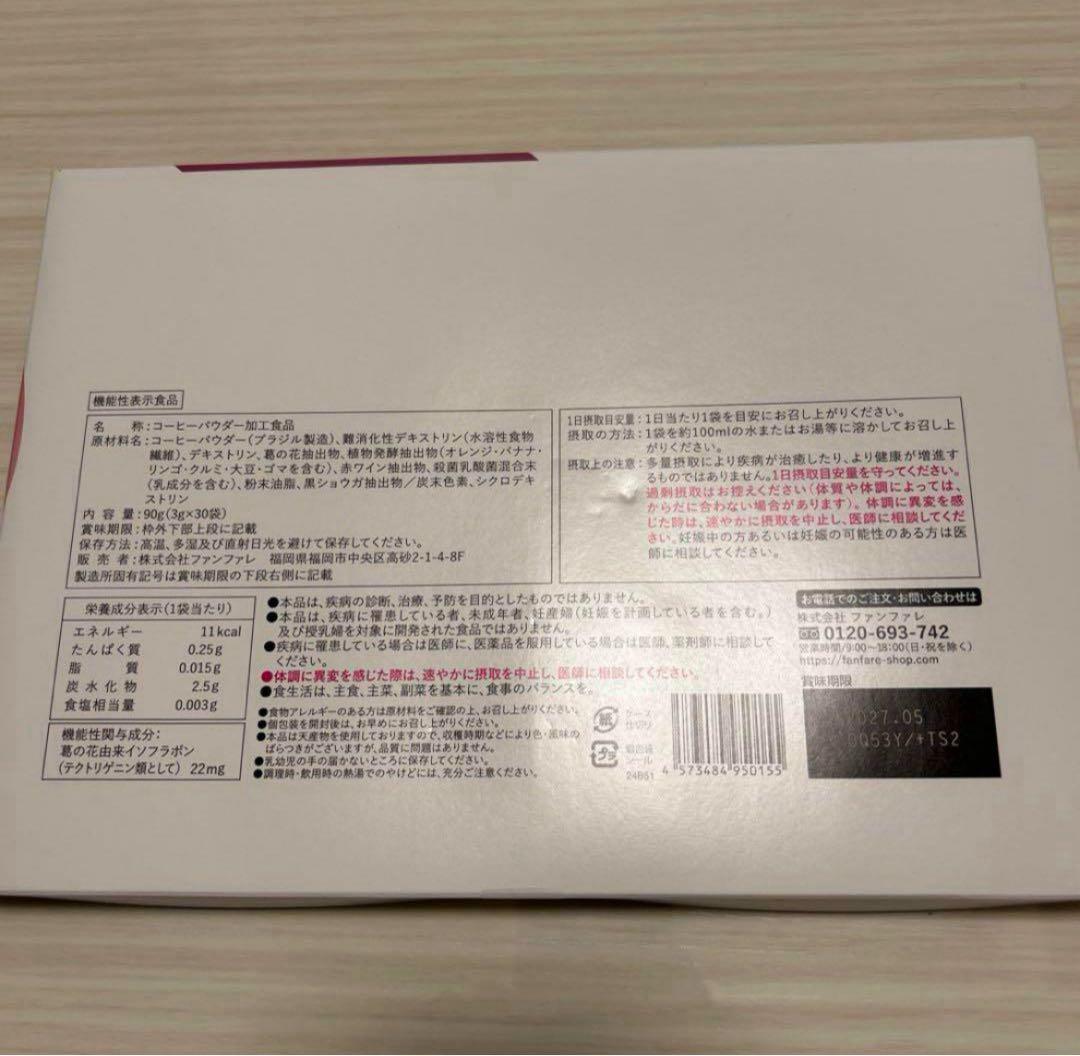 機能性表示食品
名　　称:コーヒーパウダー加工食品
原材料名:コーヒーパウダー(ブラジル製造)、難消化性デキストリン(水溶性食物
繊維)、デキストリン、葛の花抽出物、植物発酵抽出物(オレンジ・バナナ・
リンゴ・クルミ・大豆・ゴマを含む)、赤ワイン抽出物、殺菌乳酸菌混合末
(乳成分を含む)、粉末油脂、黒ショウガ抽出物/炭末色素、シクロデキ
ストリン
内 容 量:90g(3g×30袋)
賞味期限:枠外下部上段に記載
保存方法:高温、多湿及び直射日光を避けて保存してください。
販 売 者:株式会社ファンファレ　福岡県福岡市中央区高砂2-1-4-8F
製造所固有記号は賞味期限の下段右側に記載
1日摂取目安量:1日当たり1袋を目安にお召し上がりください。
摂取の方法:1袋を約100mlの水またはお湯等に溶かしてお召し上
がりください。
摂取上の注意:多量摂取により疾病が治癒したり、より健康が増進す
るものではありません。1日摂取目安量を守ってください。
過剰摂取はお控えください(体質や体調によっては、
からだに合わない場合があります)。体調に異変を感
じた時は、速やかに摂取を中止し、医師に相談してくだ
さい。妊娠中の方あるいは妊娠の可能性のある方は医
師に相談してください。
栄養成分表示(1袋当たり)
エネルギー 11kcal
たんぱく質 0.25g
脂　　質 0.015g
炭水化物 2.5g
食塩相当量 0.003g
機能性関与成分:
葛の花由来イソフラボン
(テクトリゲニン類として) 22mg
●本品は、疾病の診断、治療、予防を目的としたものではありません。
●本品は、疾病に罹患している者、未成年者、妊産婦(妊娠を計画している者を含む。)
及び授乳婦を対象に開発された食品ではありません。
●疾病に罹患している場合は医師に、医薬品を服用している場合は医師、薬剤師に相談して
ください。
●体調に異変を感じた際は、速やかに摂取を中止し、医師に相談してください。
●食生活は、主食、主菜、副菜を基本に、食事のバランスを。
●食物アレルギーのある方は原材料をご確認の上、お召し上がりください。
●個包装を開封後は、お早めにお召し上がりください。
●本品は天産物を使用しておりますので、収穫時期などにより色・風味の
ばらつきがございますが、品質に問題はありません。
●乳幼児の手の届かないところに保存してください。
●調理時・飲用時の熱湯でのやけどには、充分ご注意ください。
紙
ケース
仕切り
プラ
個包装
シール
24B51
4 573484 950155
お電話でのご注文・お問い合わせは
株式会社 ファンファレ
0120-693-742
営業時間/9:00～18:00(日・祝を除く)
https://fanfare-shop.com
賞味期限
2027.05
0Q53Y/+TS2